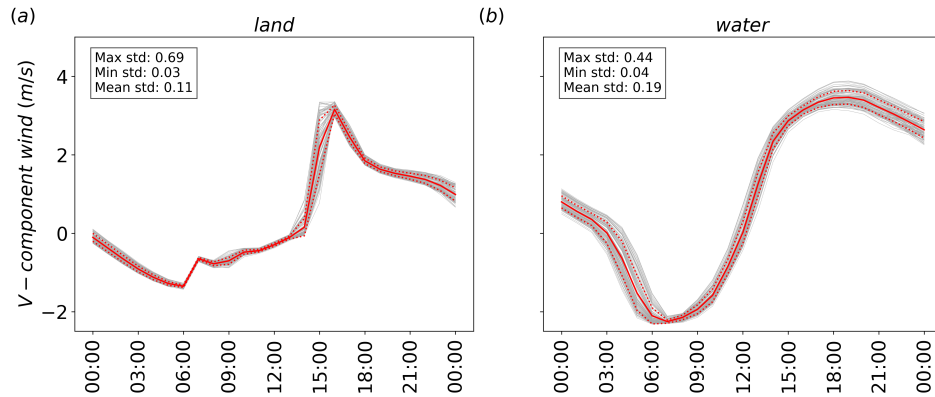 (a)
land
Max std: 0.69
Min std: 0.03
Mean std: 0.11
V − component wind (m/s)
4
2
0
−2
00:00
03:00
06:00
09:00
12:00
15:00
18:00
21:00
00:00
(b)
water
Max std: 0.44
Min std: 0.04
Mean std: 0.19
00:00
03:00
06:00
09:00
12:00
15:00
18:00
21:00
00:00